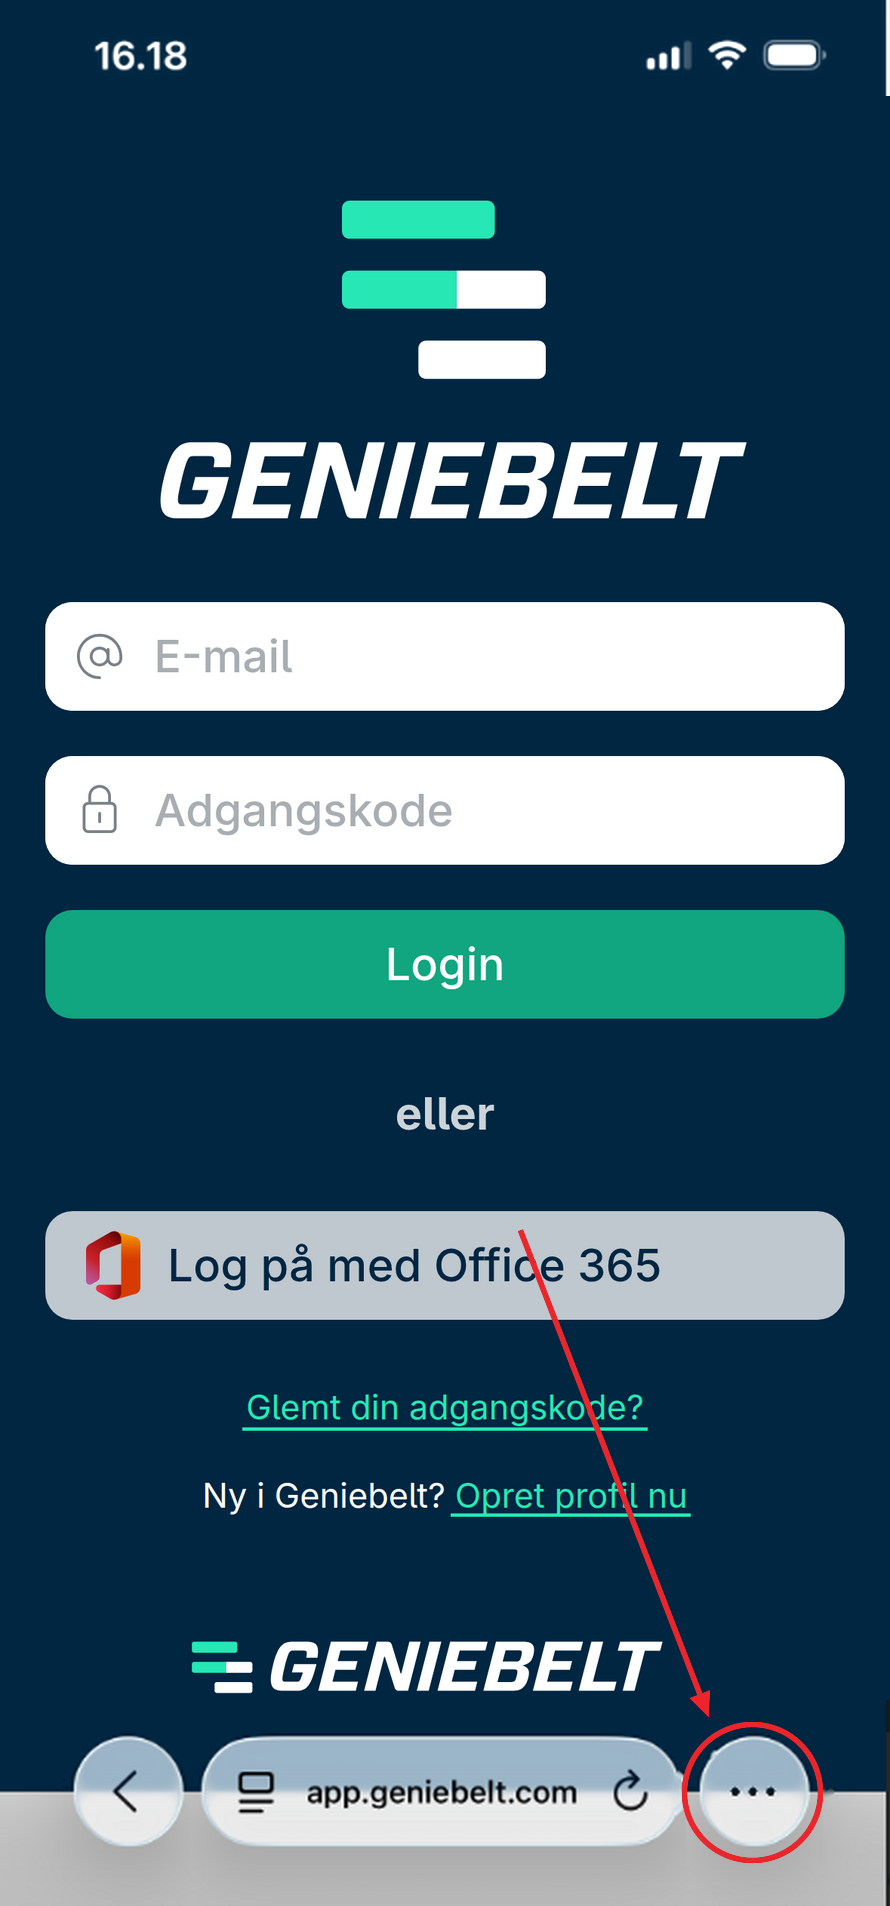 16.18
GENIEBELT
E-mail
Adgangskode
Login
eller
Log på med Office 365
Glemt din adgangskode?
Ny i Geniebelt? Opret profil nu
GENIEBELT
app.geniebelt.com